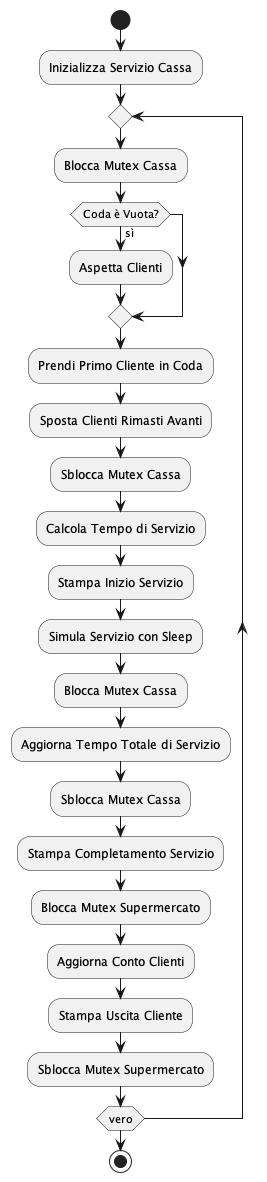 Inizializza Servizio Cassa
Blocca Mutex Cassa
Coda è Vuota?
sì
Aspetta Clienti
Prendi Primo Cliente in Coda
Sposta Clienti Rimasti Avanti
Sblocca Mutex Cassa
Calcola Tempo di Servizio
Stampa Inizio Servizio
Simula Servizio con Sleep
Blocca Mutex Cassa
Aggiorna Tempo Totale di Servizio
Sblocca Mutex Cassa
Stampa Completamento Servizio
Blocca Mutex Supermercato
Aggiorna Conto Clienti
Stampa Uscita Cliente
Sblocca Mutex Supermercato
vero